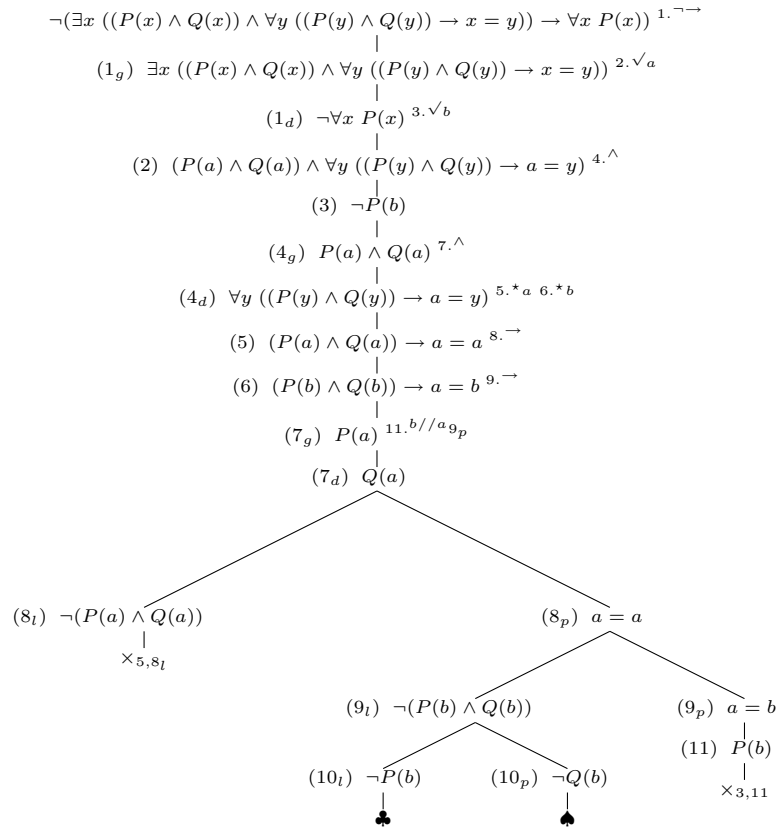 ¬(∃x ((P(x) ∧ Q(x)) ∧ ∀y ((P(y) ∧ Q(y)) → x = y)) → ∀x P(x)) 1.¬→
(1g) ∃x ((P(x) ∧ Q(x)) ∧ ∀y ((P(y) ∧ Q(y)) → x = y)) 2.√a
(1d) ¬∀x P(x) 3.√b
(2) (P(a) ∧ Q(a)) ∧ ∀y ((P(y) ∧ Q(y)) → a = y) 4.∧
(3) ¬P(b)
(4g) P(a) ∧ Q(a) 7.∧
(4d) ∀y ((P(y) ∧ Q(y)) → a = y) 5.⋆a 6.⋆b
(5) (P(a) ∧ Q(a)) → a = a 8.→
(6) (P(b) ∧ Q(b)) → a = b 9.→
(7g) P(a) 11.b//a9p
(7d) Q(a)
(8l) ¬(P(a) ∧ Q(a)) (8p) a = a
×5,8l
(9l) ¬(P(b) ∧ Q(b)) (9p) a = b
(11) P(b)
(10l) ¬P(b) (10p) ¬Q(b) ×3,11
♣ ♠